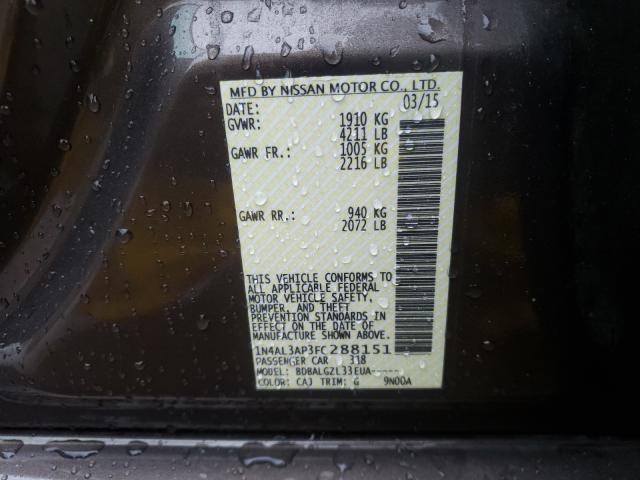 MFD BY NISSAN MOTOR CO., LTD.
DATE: 03/15
GVWR: 1910 KG
4211 LB
GAWR FR.: 1005 KG
2216 LB
GAWR RR.: 940 KG
2072 LB
THIS VEHICLE CONFORMS TO
ALL APPLICABLE FEDERAL
MOTOR VEHICLE SAFETY,
BUMPER, AND THEFT
PREVENTION STANDARDS IN
EFFECT ON THE DATE OF
MANUFACTURE SHOWN ABOVE.
1N4AL3AP3FC288151
PASSENGER CAR 318
MODEL: BDBALGZL33EUA-----
COLOR: CAJ TRIM: G 9N00A